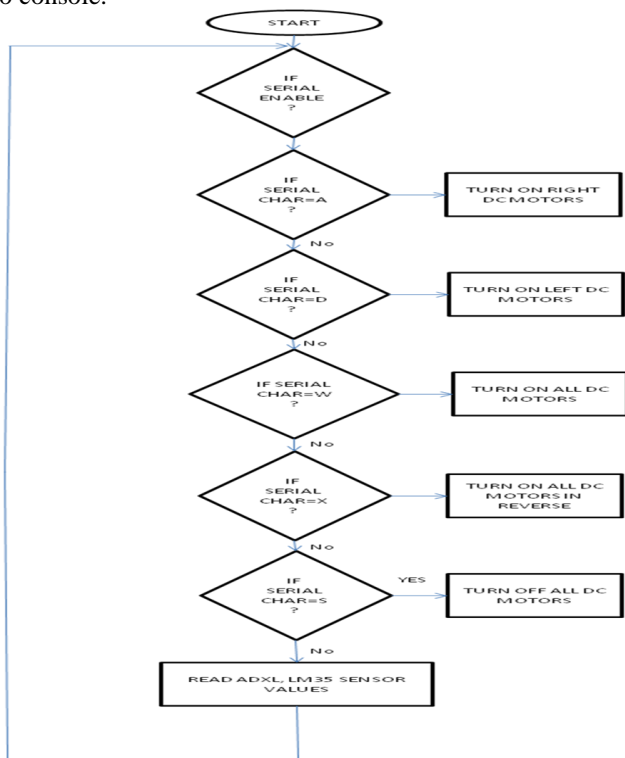 o console.
START
IF
SERIAL
ENABLE
?
IF
SERIAL
CHAR=A
?
TURN ON RIGHT
DC MOTORS
No
IF
SERIAL
CHAR=D
?
TURN ON LEFT DC
MOTORS
No
IF SERIAL
CHAR=W
?
TURN ON ALL DC
MOTORS
No
IF
SERIAL
CHAR=X
?
TURN ON ALL DC
MOTORS IN
REVERSE
No
IF
SERIAL
CHAR=S
?
YES
TURN OFF ALL DC
MOTORS
No
READ ADXL, LM35 SENSOR
VALUES